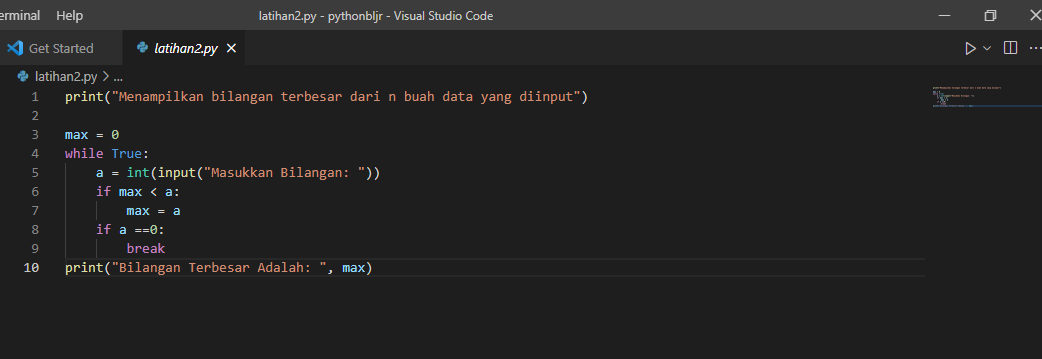 erminal Help latihan2.py - pythonbljr - Visual Studio Code
Get Started latihan2.py
latihan2.py > ...
1 print("Menampilkan bilangan terbesar dari n buah data yang diinput")
2
3 max = 0
4 while True:
5 a = int(input("Masukkan Bilangan: "))
6 if max < a:
7 max = a
8 if a ==0:
9 break
10 print("Bilangan Terbesar Adalah: ", max)